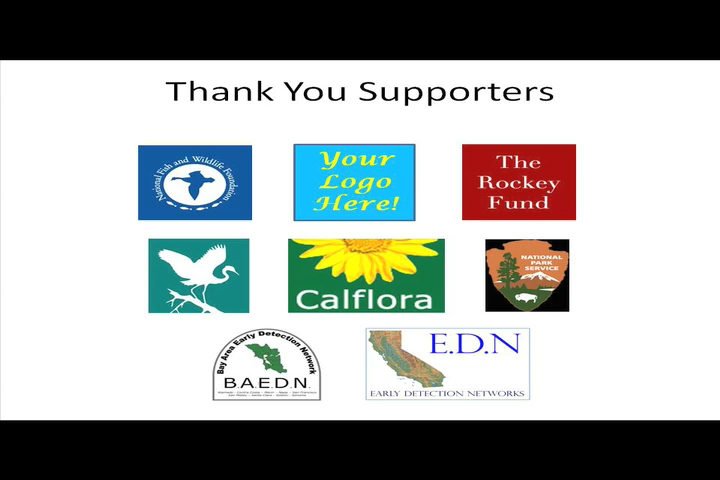 Thank You Supporters
National Fish and Wildlife Foundation
Your
Logo
Here!
The
Rockey
Fund
Calflora
NATIONAL
PARK
SERVICE
Bay Area Early Detection Network
B.A.E.D.N.
E.D.N
EARLY DETECTION NETWORKS